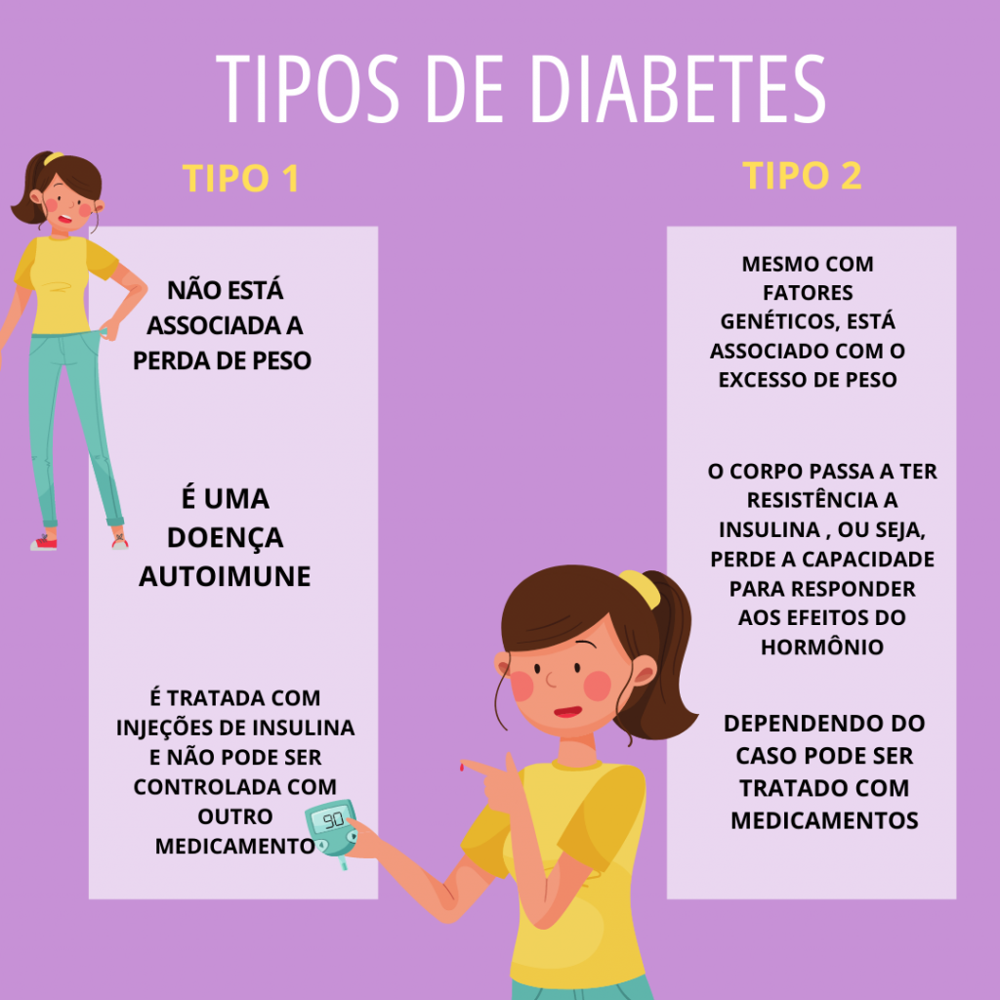 TIPOS DE DIABETES
TIPO 1
NÃO ESTÁ
ASSOCIADA A
PERDA DE PESO
É UMA
DOENÇA
AUTOIMUNE
É TRATADA COM
INJEÇÕES DE INSULINA
E NÃO PODE SER
CONTROLADA COM
OUTRO
MEDICAMENTO
90
TIPO 2
MESMO COM
FATORES
GENÉTICOS, ESTÁ
ASSOCIADO COM O
EXCESSO DE PESO
O CORPO PASSA A TER
RESISTÊNCIA A
INSULINA , OU SEJA,
PERDE A CAPACIDADE
PARA RESPONDER
AOS EFEITOS DO
HORMÔNIO
DEPENDENDO DO
CASO PODE SER
TRATADO COM
MEDICAMENTOS